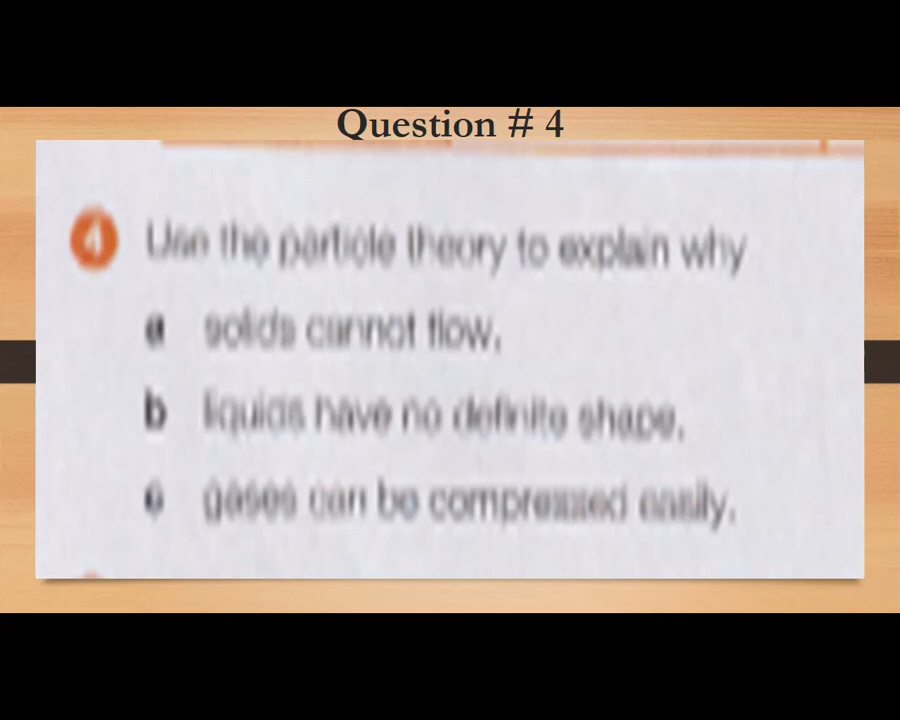 Question # 4
4 Use the particle theory to explain why
a solids cannot flow.
b liquids have no definite shape.
c gases can be compressed easily.